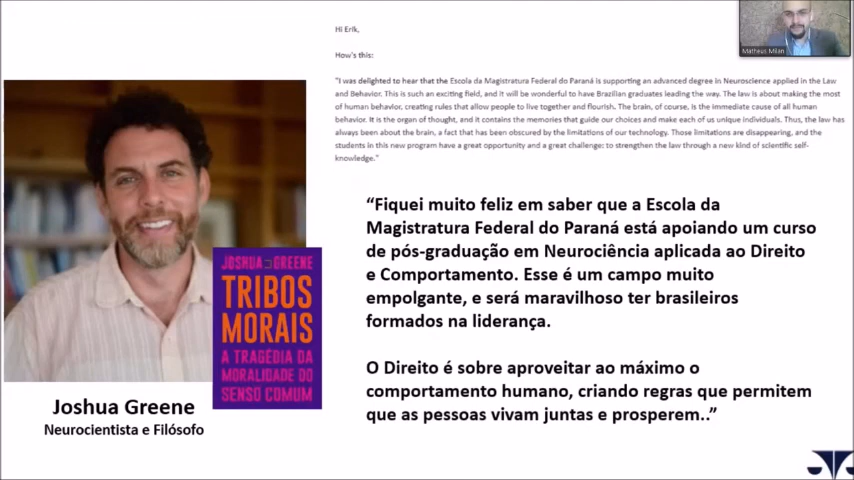 Hi Erik,
How's this:
"I was delighted to hear that the Escola da Magistratura Federal do Paraná is supporting an advanced degree in Neuroscience applied in the Law
and Behavior. This is such an exciting field, and it will be wonderful to have Brazilian graduates leading the way. The law is about making the most
of human behavior, creating rules that allow people to live together and flourish. The brain, of course, is the immediate cause of all human
behavior. It is the organ of thought, and it contains the memories that guide our choices and make each of us unique individuals. Thus, the law has
always been about the brain, a fact that has been obscured by the limitations of our technology. Those limitations are disappearing, and the
students in this new program have a great opportunity and a great challenge: to strengthen the law through a new kind of scientific self-
knowledge."
Matheus Milan
"Fiquei muito feliz em saber que a Escola da
Magistratura Federal do Paraná está apoiando um curso
de pós-graduação em Neurociência aplicada ao Direito
e Comportamento. Esse é um campo muito
empolgante, e será maravilhoso ter brasileiros
formados na liderança.
O Direito é sobre aproveitar ao máximo o
comportamento humano, criando regras que permitem
que as pessoas vivam juntas e prosperem.."
JOSHUA GREENE
TRIBOS
MORAIS
A TRAGÉDIA DA
MORALIDADE DO
SENSO COMUM
Joshua Greene
Neurocientista e Filósofo